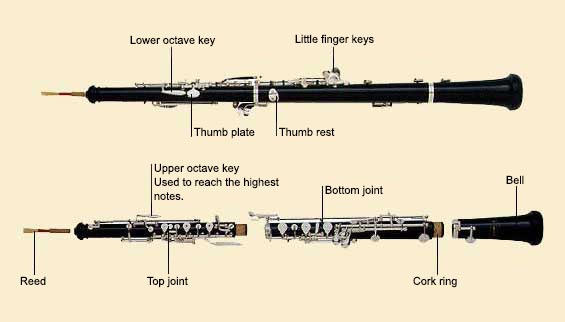 Lower octave key
Little finger keys
Thumb plate
Thumb rest
Upper octave key
Used to reach the highest
notes.
Bottom joint
Bell
Reed
Top joint
Cork ring